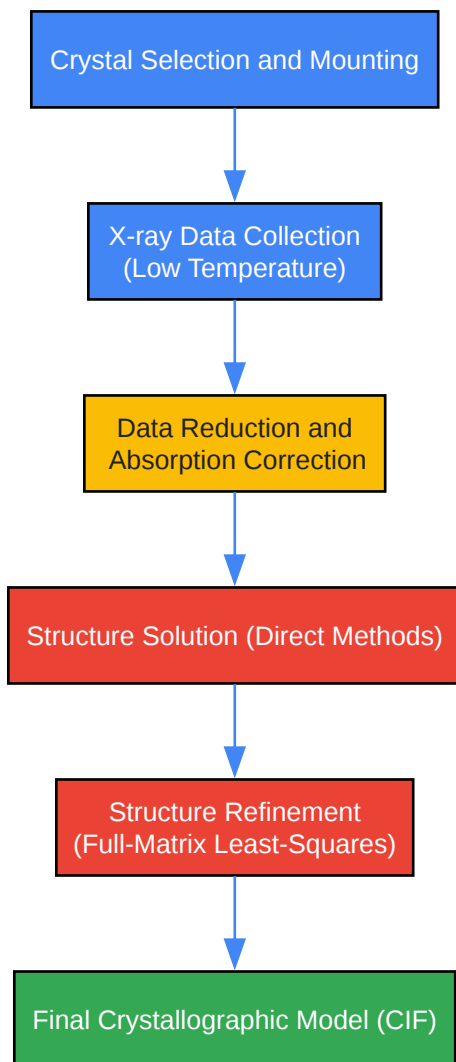 Crystal Selection and Mounting
X-ray Data Collection
(Low Temperature)
Data Reduction and
Absorption Correction
Structure Solution (Direct Methods)
Structure Refinement
(Full-Matrix Least-Squares)
Final Crystallographic Model (CIF)